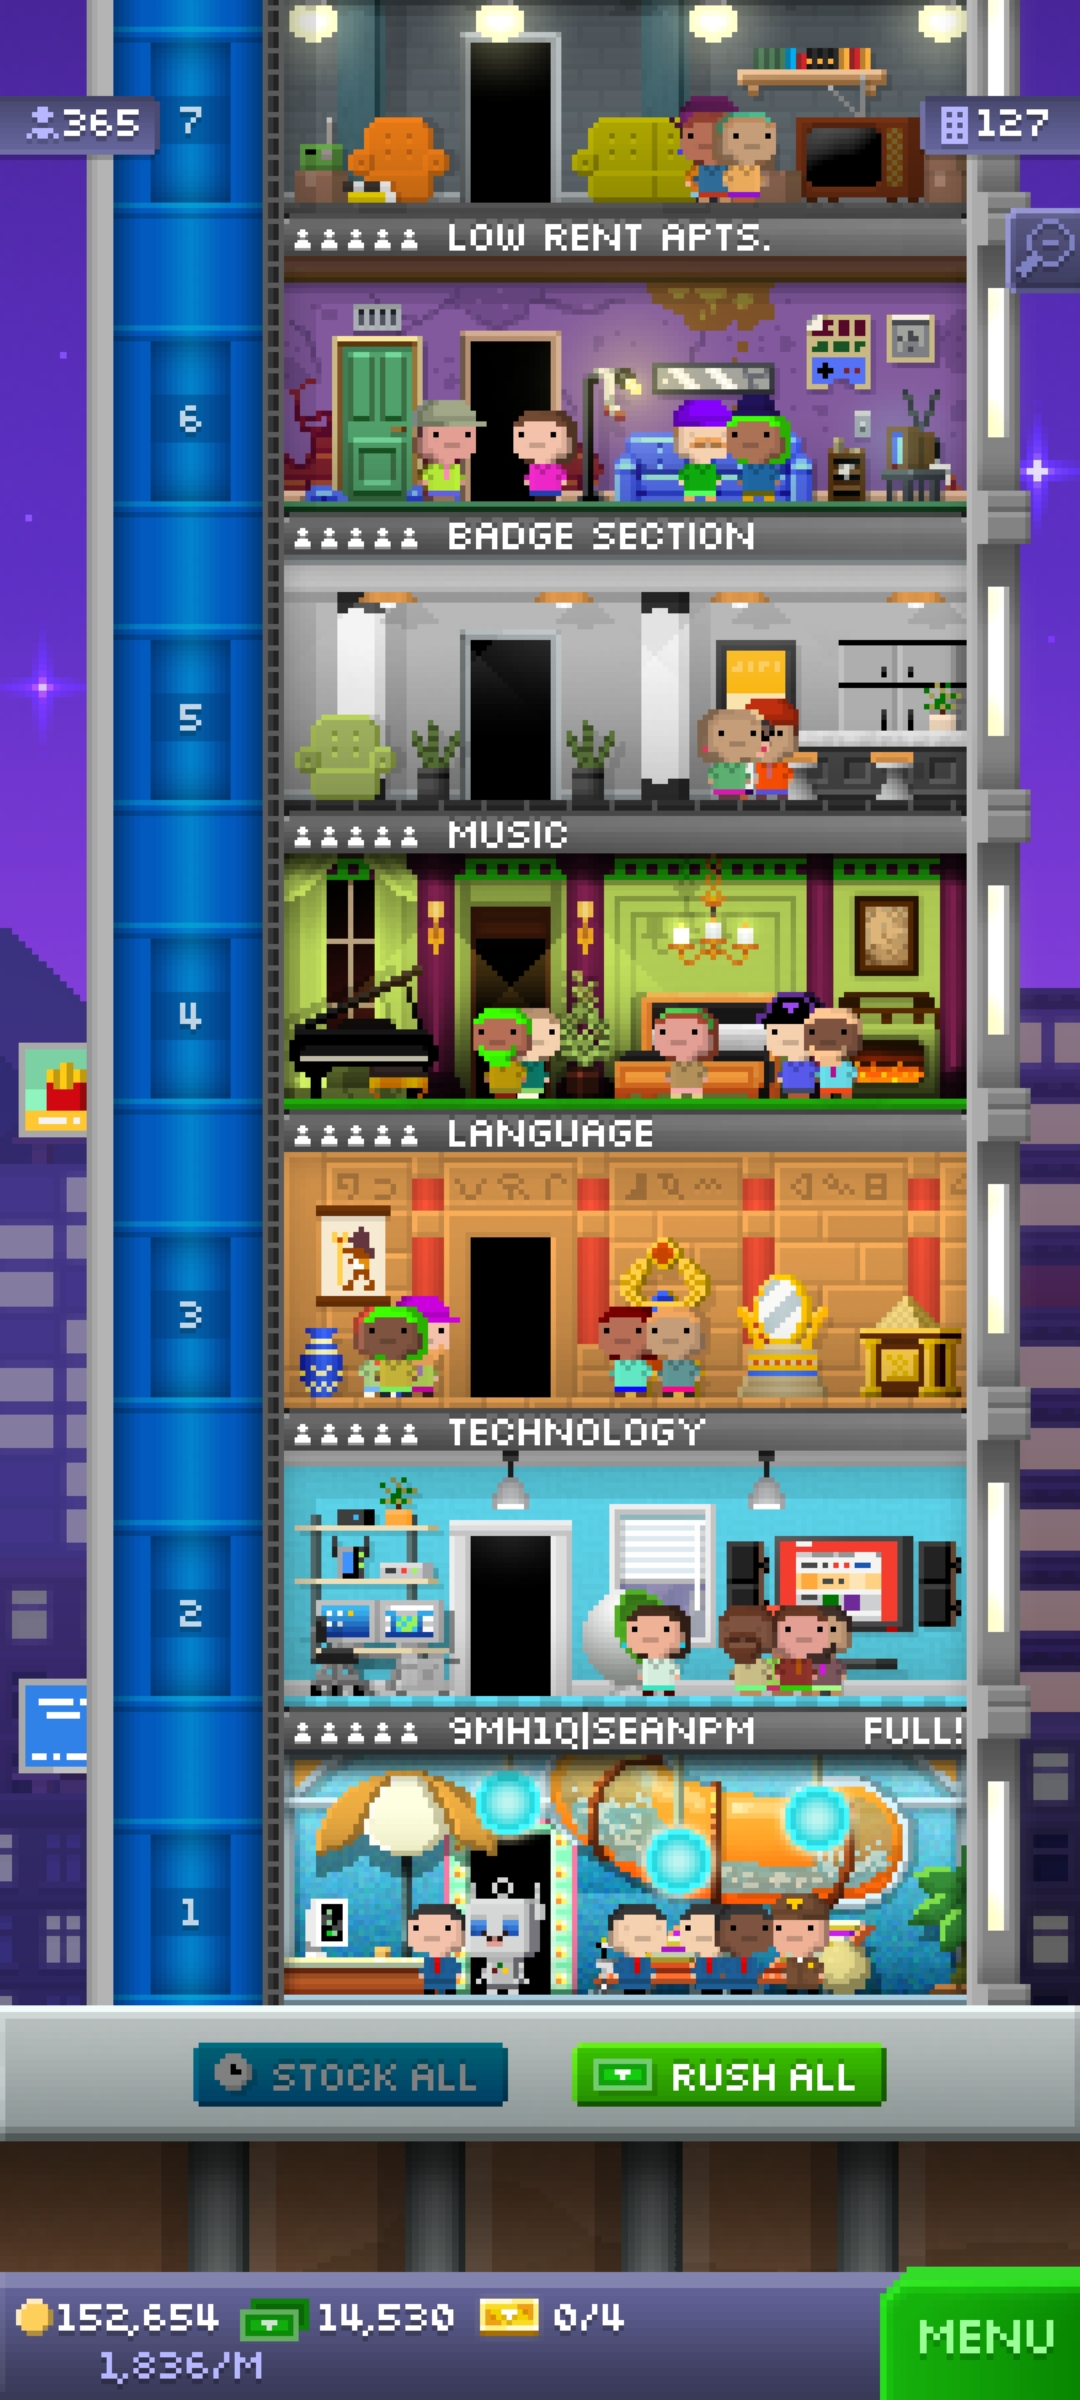 365
7
127
LOW RENT APTS.
6
BADGE SECTION
5
MUSIC
4
LANGUAGE
3
TECHNOLOGY
2
9MH1Q|SEANPM FULL!
1
STOCK ALL
RUSH ALL
152,654 14,530 0/4
1,836/M
MENU